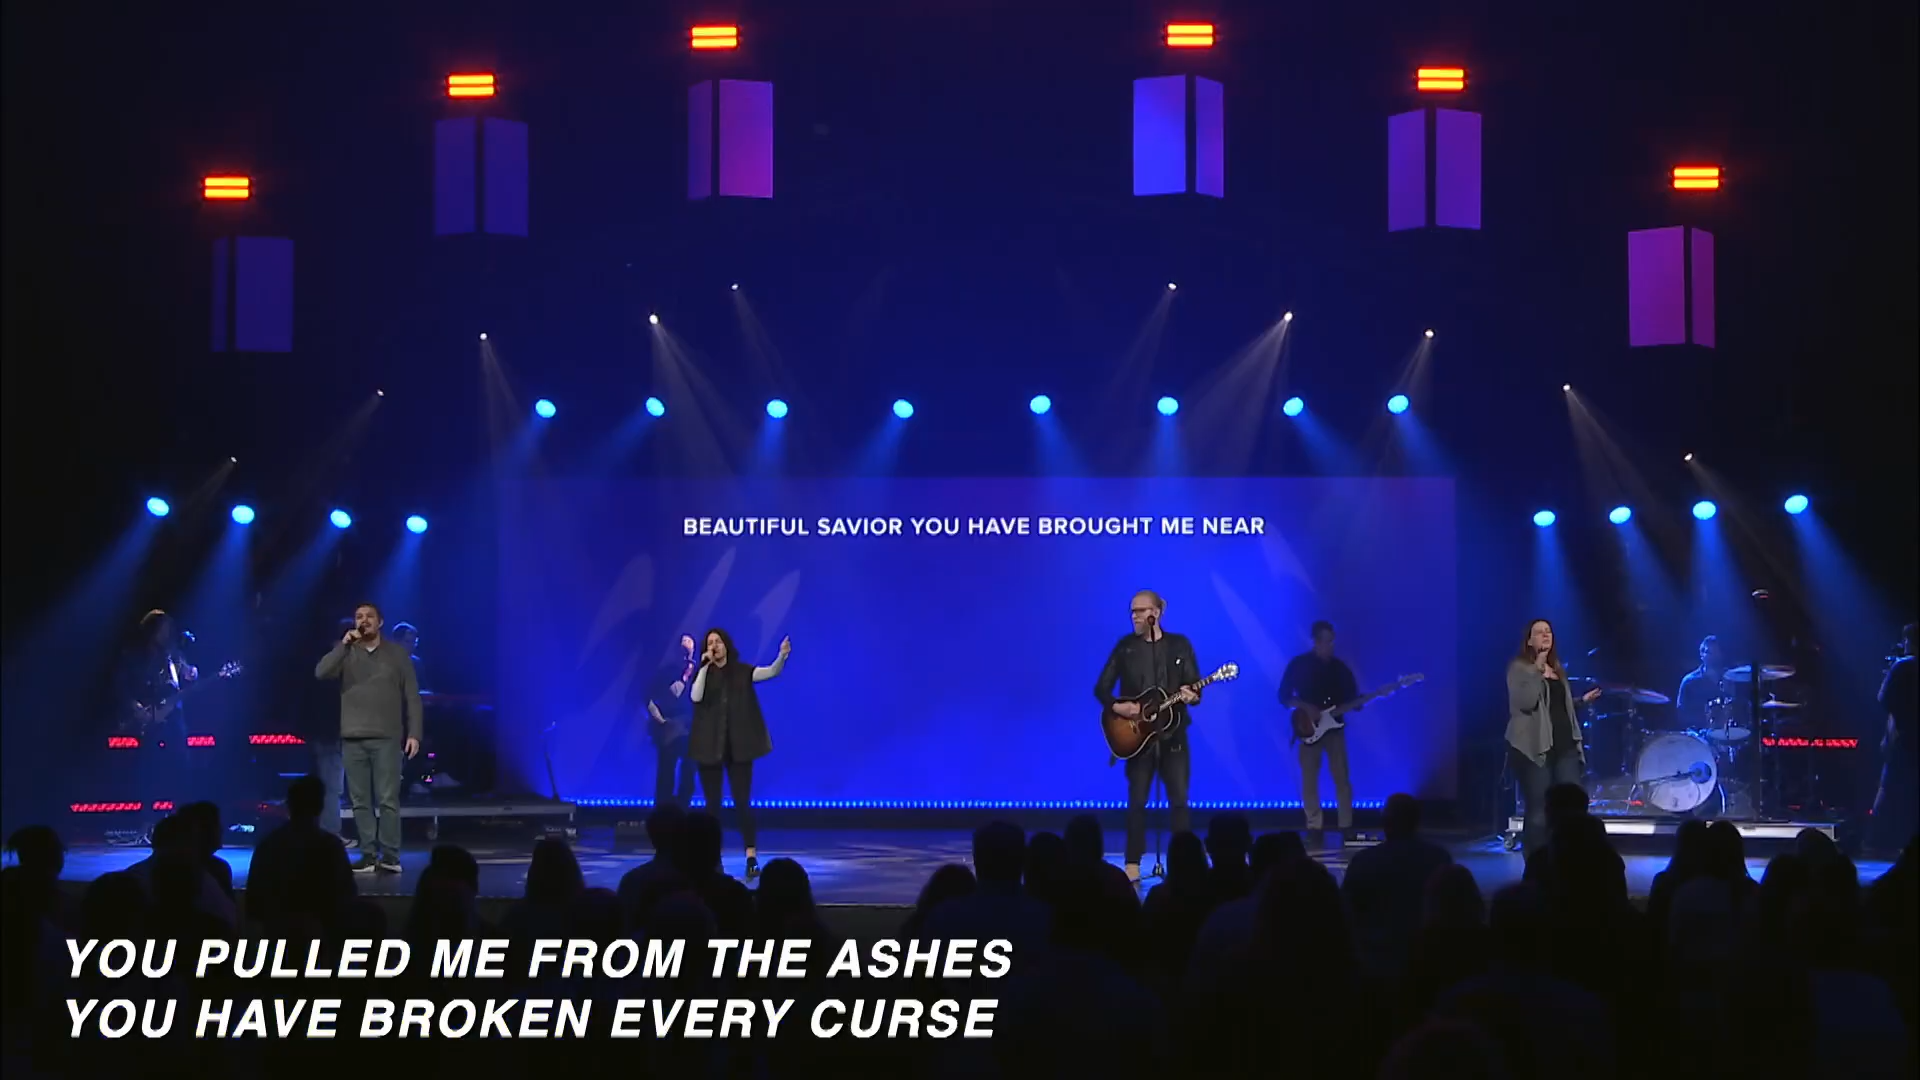 BEAUTIFUL SAVIOR YOU HAVE BROUGHT ME NEAR
YOU PULLED ME FROM THE ASHES
YOU HAVE BROKEN EVERY CURSE